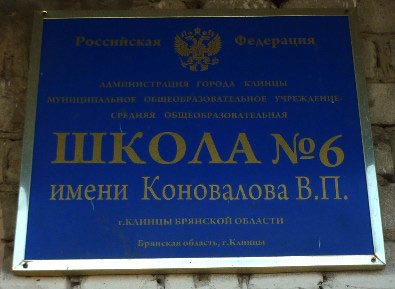 Российская Федерация
АДМИНИСТРАЦИЯ ГОРОДА КЛИНЦЫ
МУНИЦИПАЛЬНОЕ ОБЩЕОБРАЗОВАТЕЛЬНОЕ УЧРЕЖДЕНИЕ-
СРЕДНЯЯ ОБЩЕОБРАЗОВАТЕЛЬНАЯ
ШКОЛА №6
имени Коновалова В.П.
г.КЛИНЦЫ БРЯНСКОЙ ОБЛАСТИ
Брянская область, г.Клинцы